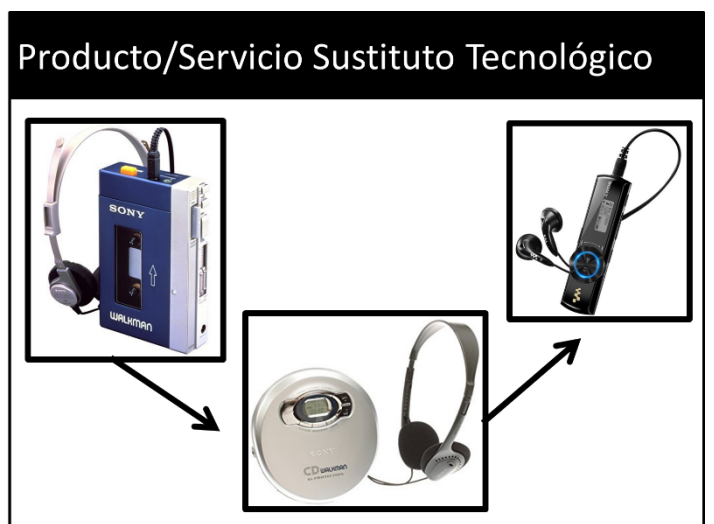 Producto/Servicio Sustituto Tecnológico
SONY
WALKMAN
SONY
CD WALKMAN